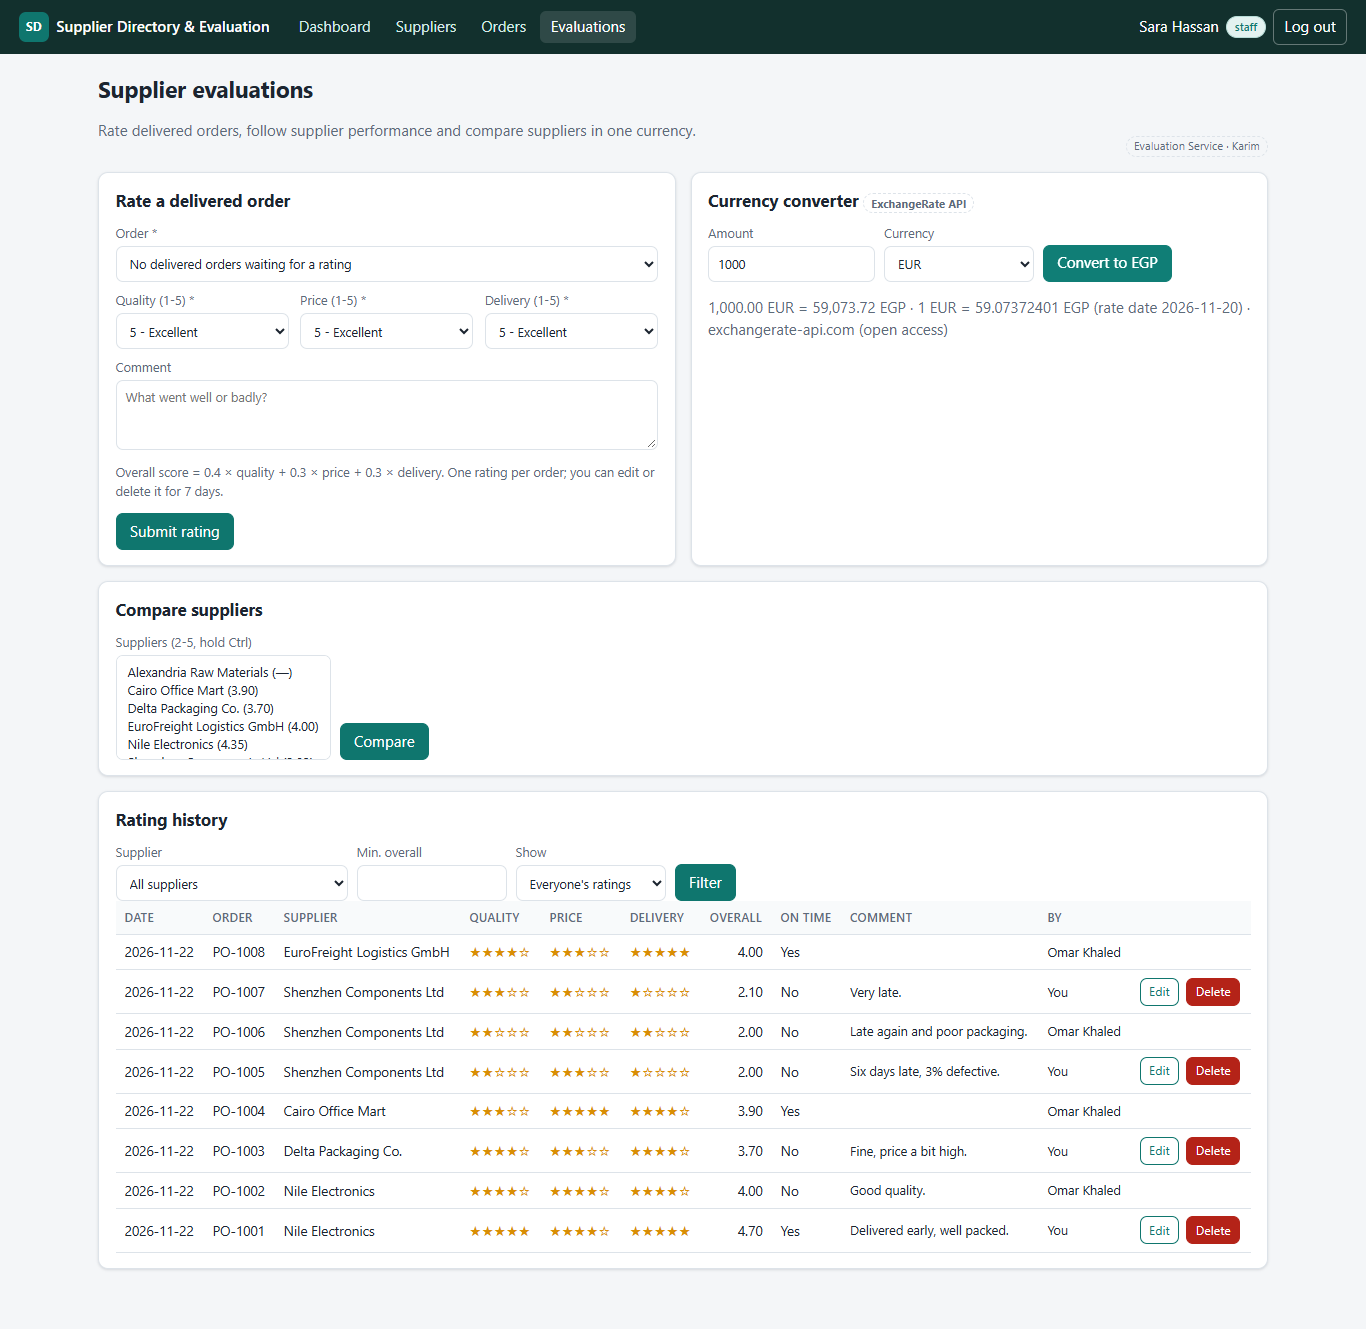 SD Supplier Directory & Evaluation Dashboard Suppliers Orders Evaluations Sara Hassan staff Log out
Supplier evaluations
Rate delivered orders, follow supplier performance and compare suppliers in one currency.
Evaluation Service · Karim
Rate a delivered order
Order *
No delivered orders waiting for a rating
Quality (1-5) * Price (1-5) * Delivery (1-5) *
5 - Excellent 5 - Excellent 5 - Excellent
Comment
What went well or badly?
Overall score = 0.4 × quality + 0.3 × price + 0.3 × delivery. One rating per order; you can edit or
delete it for 7 days.
Submit rating
Currency converter ExchangeRate API
Amount Currency
1000 EUR Convert to EGP
1,000.00 EUR = 59,073.72 EGP · 1 EUR = 59.07372401 EGP (rate date 2026-11-20) ·
exchangerate-api.com (open access)
Compare suppliers
Suppliers (2-5, hold Ctrl)
Alexandria Raw Materials (—)
Cairo Office Mart (3.90)
Delta Packaging Co. (3.70)
EuroFreight Logistics GmbH (4.00)
Nile Electronics (4.35)
Compare
Rating history
Supplier Min. overall Show
All suppliers Everyone's ratings Filter
DATE ORDER SUPPLIER QUALITY PRICE DELIVERY OVERALL ON TIME COMMENT BY
2026-11-22 PO-1008 EuroFreight Logistics GmbH ★★★★☆ ★★★☆☆ ★★★★★ 4.00 Yes Omar Khaled
2026-11-22 PO-1007 Shenzhen Components Ltd ★★★☆☆ ★★☆☆☆ ★☆☆☆☆ 2.10 No Very late. You Edit Delete
2026-11-22 PO-1006 Shenzhen Components Ltd ★★☆☆☆ ★★☆☆☆ ★★☆☆☆ 2.00 No Late again and poor packaging. Omar Khaled
2026-11-22 PO-1005 Shenzhen Components Ltd ★★☆☆☆ ★★★☆☆ ★☆☆☆☆ 2.00 No Six days late, 3% defective. You Edit Delete
2026-11-22 PO-1004 Cairo Office Mart ★★★☆☆ ★★★★★ ★★★★☆ 3.90 Yes Omar Khaled
2026-11-22 PO-1003 Delta Packaging Co. ★★★★☆ ★★★☆☆ ★★★★☆ 3.70 No Fine, price a bit high. You Edit Delete
2026-11-22 PO-1002 Nile Electronics ★★★★☆ ★★★★☆ ★★★★☆ 4.00 No Good quality. Omar Khaled
2026-11-22 PO-1001 Nile Electronics ★★★★★ ★★★★☆ ★★★★★ 4.70 Yes Delivered early, well packed. You Edit Delete